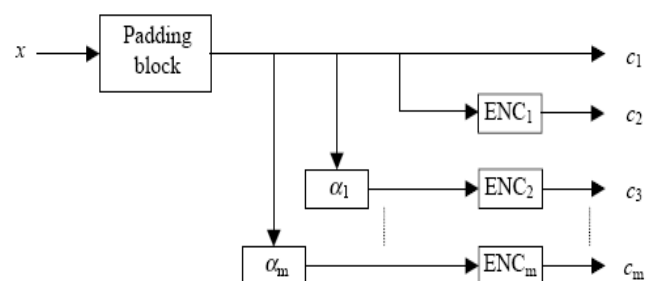 x
Padding
block
c1
ENC1
c2
α1
ENC2
c3
αm
ENCm
cm